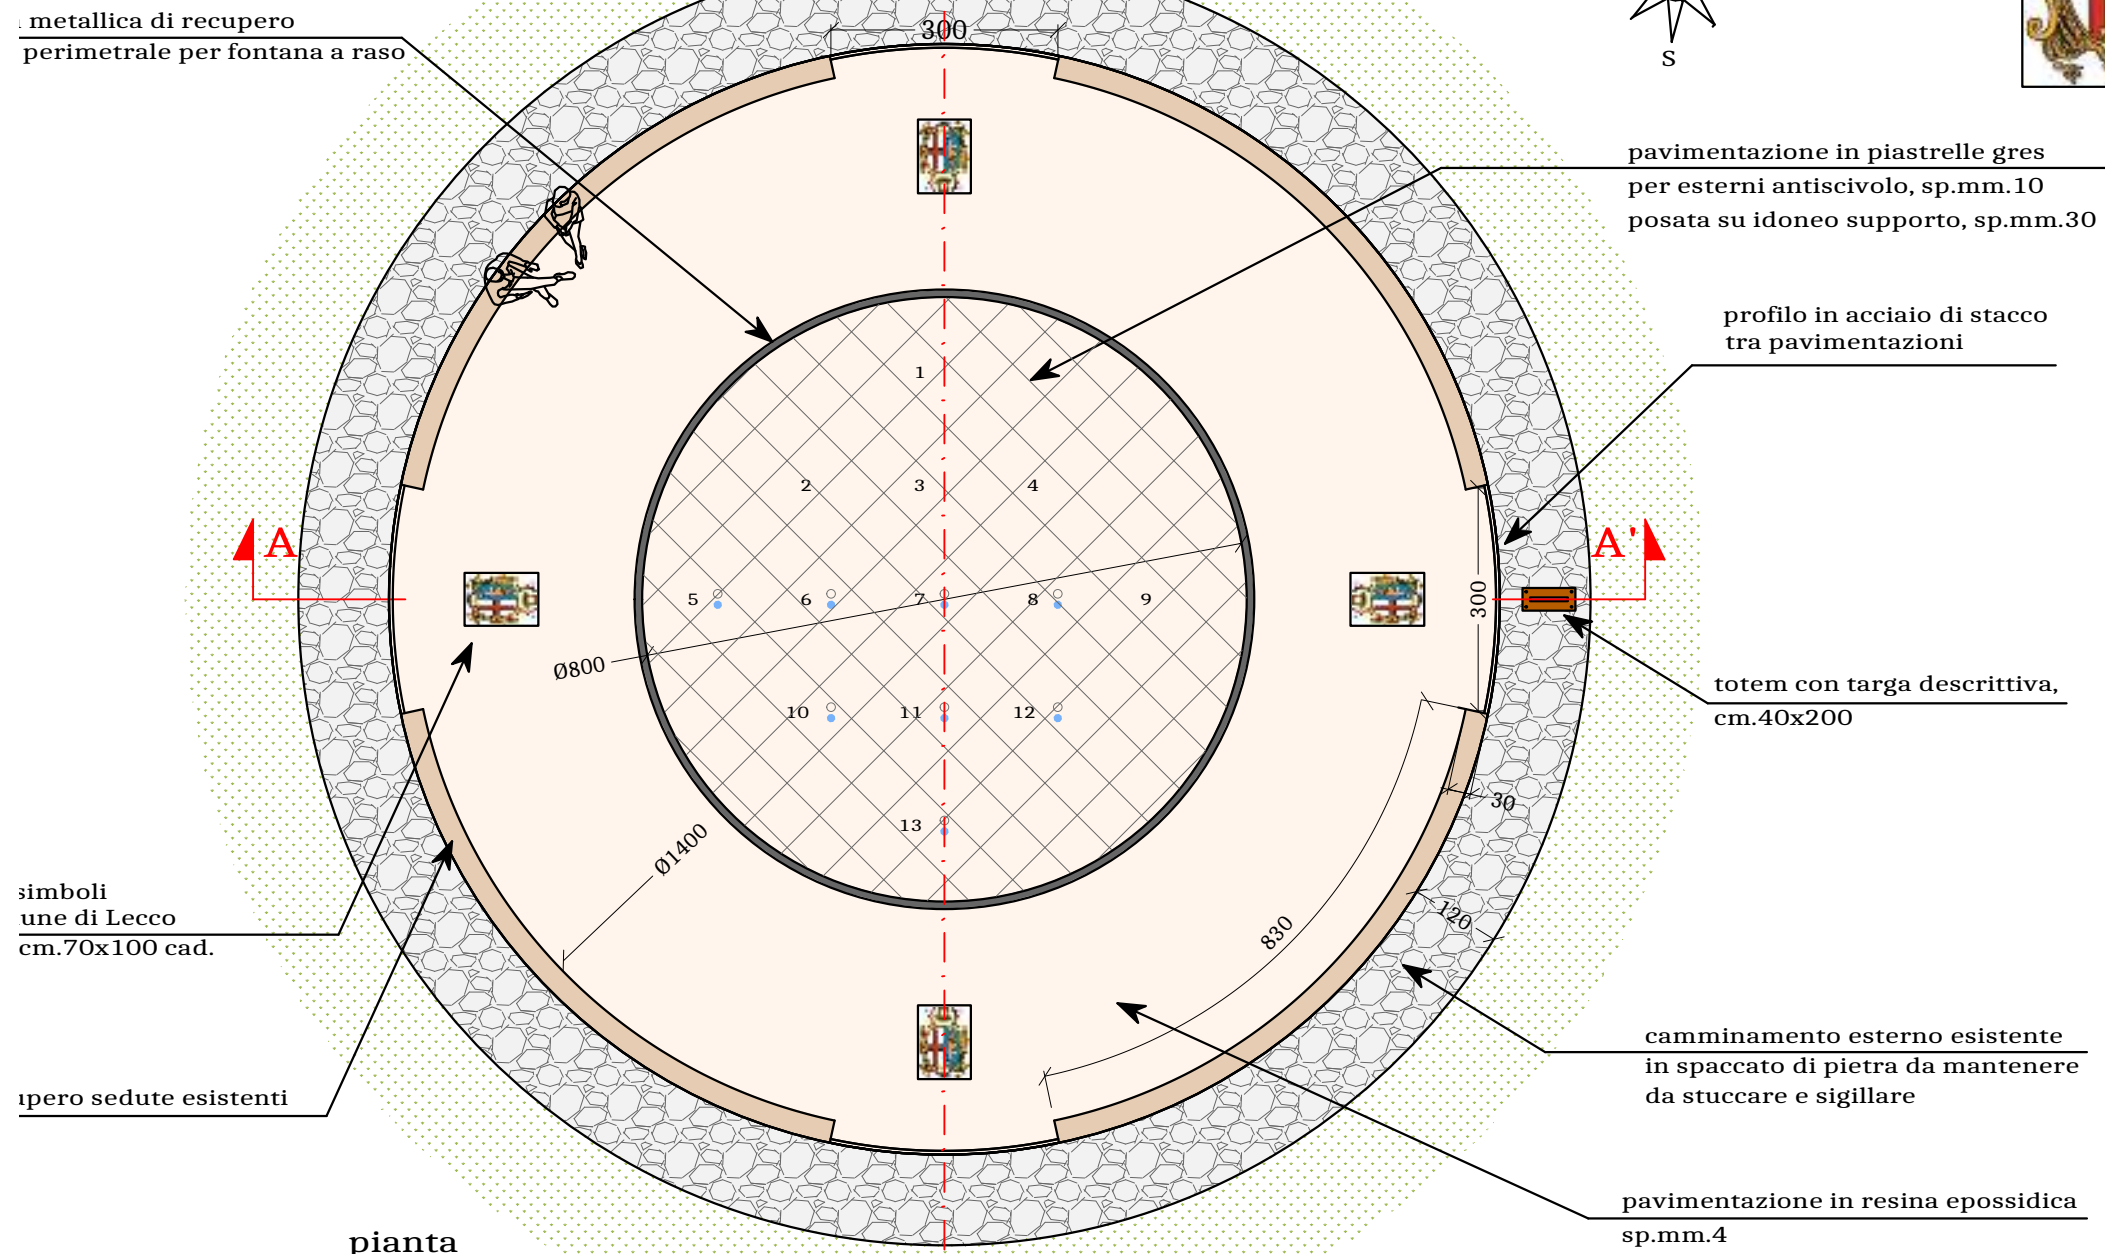 metallica di recupero
perimetrale per fontana a raso
300
S
pavimentazione in piastrelle gres
per esterni antiscivolo, sp.mm.10
posata su idoneo supporto, sp.mm.30
profilo in acciaio di stacco
tra pavimentazioni
1
2 3 4
A A'
5 6 7 8 9
300
Ø800
totem con targa descrittiva,
cm.40x200
10 11 12
30
13
Ø1400
simboli
une di Lecco
cm.70x100 cad.
120
830
camminamento esterno esistente
in spaccato di pietra da mantenere
da stuccare e sigillare
upero sedute esistenti
pavimentazione in resina epossidica
sp.mm.4
pianta